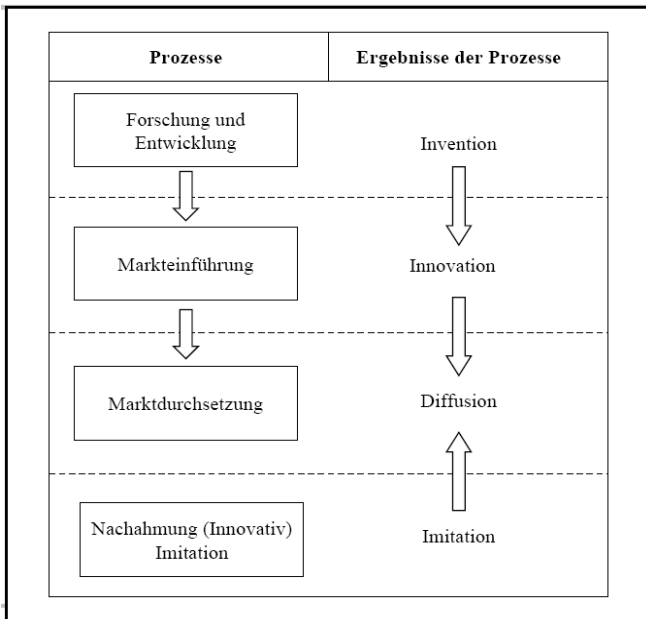 Prozesse
Ergebnisse der Prozesse
Forschung und
Entwicklung
Invention
Markteinführung
Innovation
Marktdurchsetzung
Diffusion
Nachahmung (Innovativ)
Imitation
Imitation